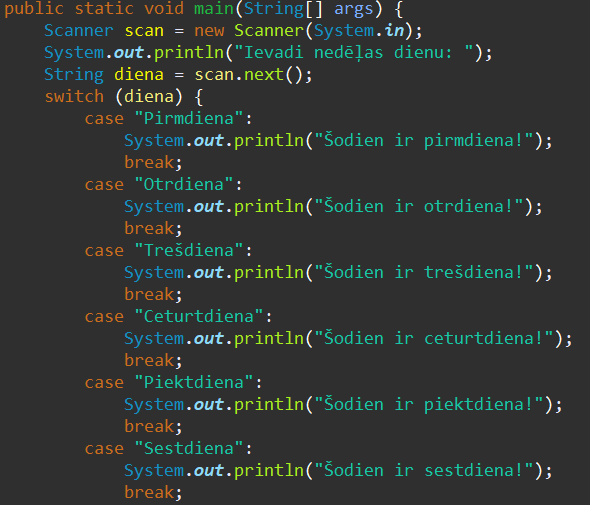 public static void main(String[] args) {
    Scanner scan = new Scanner(System.in);
    System.out.println("Ievadi nedēļas dienu: ");
    String diena = scan.next();
    switch (diena) {
        case "Pirmdiena":
            System.out.println("Šodien ir pirmdiena!");
            break;
        case "Otrdiena":
            System.out.println("Šodien ir otrdiena!");
            break;
        case "Trešdiena":
            System.out.println("Šodien ir trešdiena!");
            break;
        case "Ceturtdiena":
            System.out.println("Šodien ir ceturtdiena!");
            break;
        case "Piektdiena":
            System.out.println("Šodien ir piektdiena!");
            break;
        case "Sestdiena":
            System.out.println("Šodien ir sestdiena!");
            break;